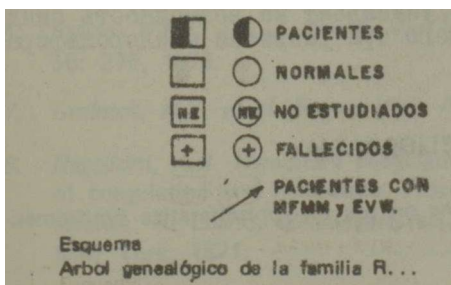 PACIENTES
NORMALES
NE NE NO ESTUDIADOS
+ + FALLECIDOS
PACIENTES CON
MFMM y EVW.
Esquema
Arbol genealógico de la familia R...